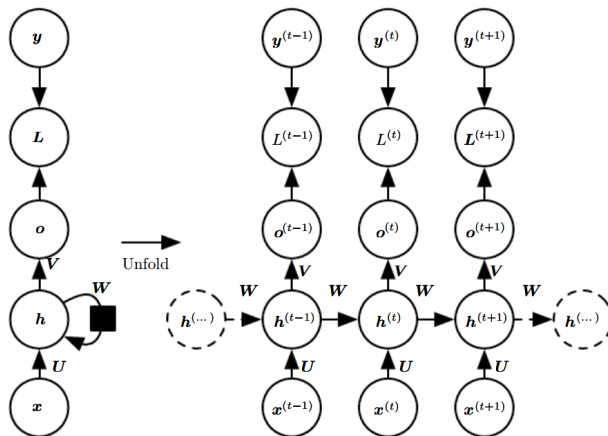 y y^{(t-1)} y^{(t)} y^{(t+1)}
L L^{(t-1)} L^{(t)} L^{(t+1)}
o o^{(t-1)} o^{(t)} o^{(t+1)}
Unfold
V V V V
W W W W W
h h^{(...)} h^{(t-1)} h^{(t)} h^{(t+1)} h^{(...)}
U U U U
x x^{(t-1)} x^{(t)} x^{(t+1)}